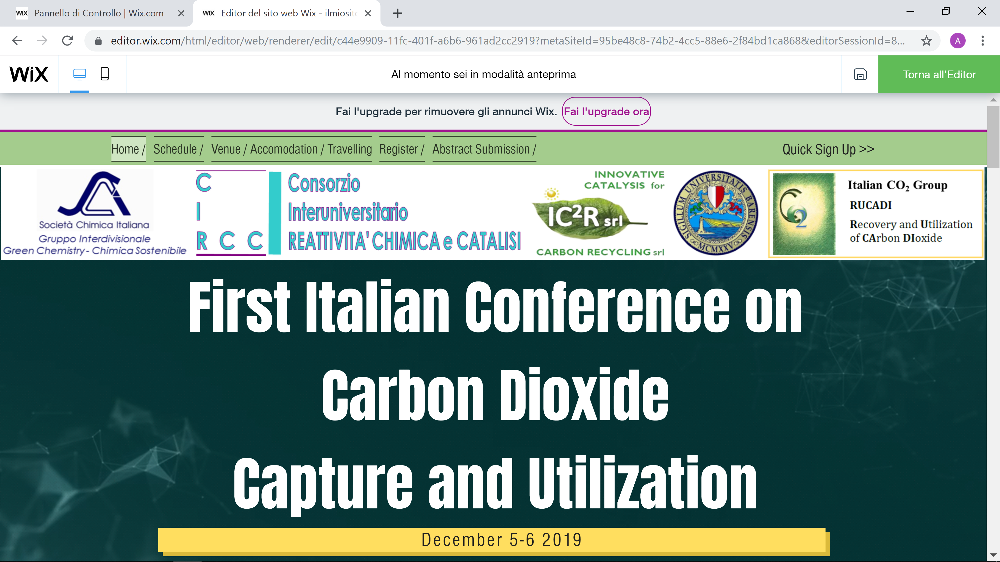 WiX Pannello di Controllo | Wix.com
WiX Editor del sito web Wix - ilmiosito
editor.wix.com/html/editor/web/renderer/edit/c44e9909-11fc-401f-a6b6-961ad2cc2919?metaSiteId=95be48c8-74b2-4cc5-88e6-2f84bd1ca868&editorSessionId=8...
A
WiX
Al momento sei in modalità anteprima
Torna all'Editor
Fai l'upgrade per rimuovere gli annunci Wix. Fai l'upgrade ora
Home / Schedule / Venue / Accomodation / Travelling Register / Abstract Submission / Quick Sign Up >>
Società Chimica Italiana
Gruppo Interdivisionale
Green Chemistry - Chimica Sostenibile
C
I
R C C
Consorzio
Interuniversitario
REATTIVITA' CHIMICA e CATALISI
INNOVATIVE
CATALYSIS for
IC²R srl
CARBON RECYCLING srl
SIGILLUM UNIVERSITATIS BARENSIS
MCMXXV
C
O2
Italian CO₂ Group
RUCADI
Recovery and Utilization
of CArbon DIoxide
First Italian Conference on
Carbon Dioxide
Capture and Utilization
December 5-6 2019